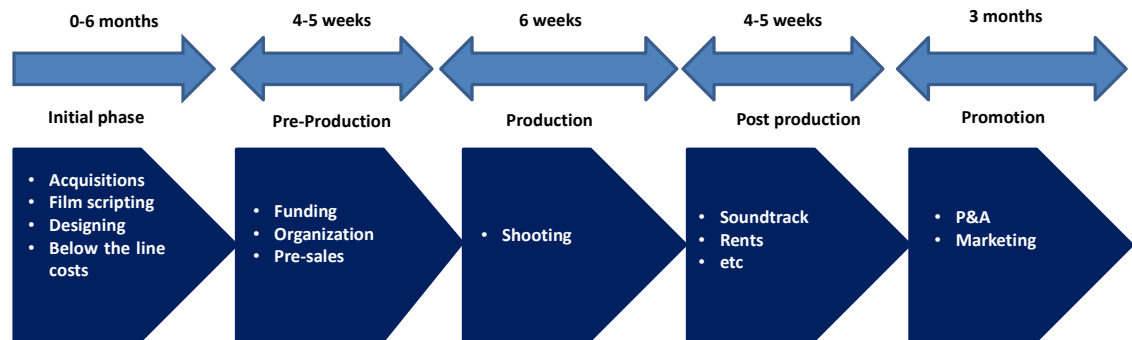 0-6 months
4-5 weeks
6 weeks
4-5 weeks
3 months
Initial phase
Pre-Production
Production
Post production
Promotion
• Acquisitions
• Film scripting
• Designing
• Below the line
costs
• Funding
• Organization
• Pre-sales
• Shooting
• Soundtrack
• Rents
• etc
• P&A
• Marketing